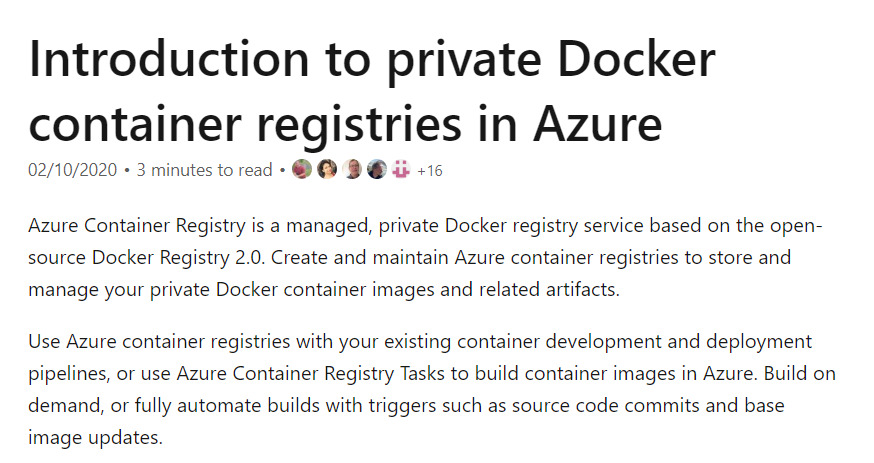 Introduction to private Docker
container registries in Azure
02/10/2020 • 3 minutes to read • +16
Azure Container Registry is a managed, private Docker registry service based on the open-
source Docker Registry 2.0. Create and maintain Azure container registries to store and
manage your private Docker container images and related artifacts.
Use Azure container registries with your existing container development and deployment
pipelines, or use Azure Container Registry Tasks to build container images in Azure. Build on
demand, or fully automate builds with triggers such as source code commits and base
image updates.